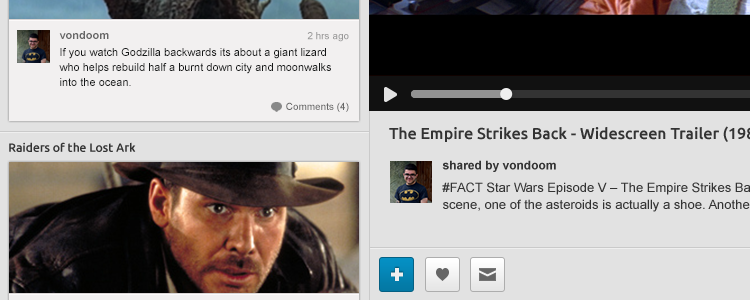 vondoom 2 hrs ago
If you watch Godzilla backwards its about a giant lizard
who helps rebuild half a burnt down city and moonwalks
into the ocean.
Comments (4)
Raiders of the Lost Ark
The Empire Strikes Back - Widescreen Trailer (198
shared by vondoom
#FACT Star Wars Episode V – The Empire Strikes Ba
scene, one of the asteroids is actually a shoe. Anothe